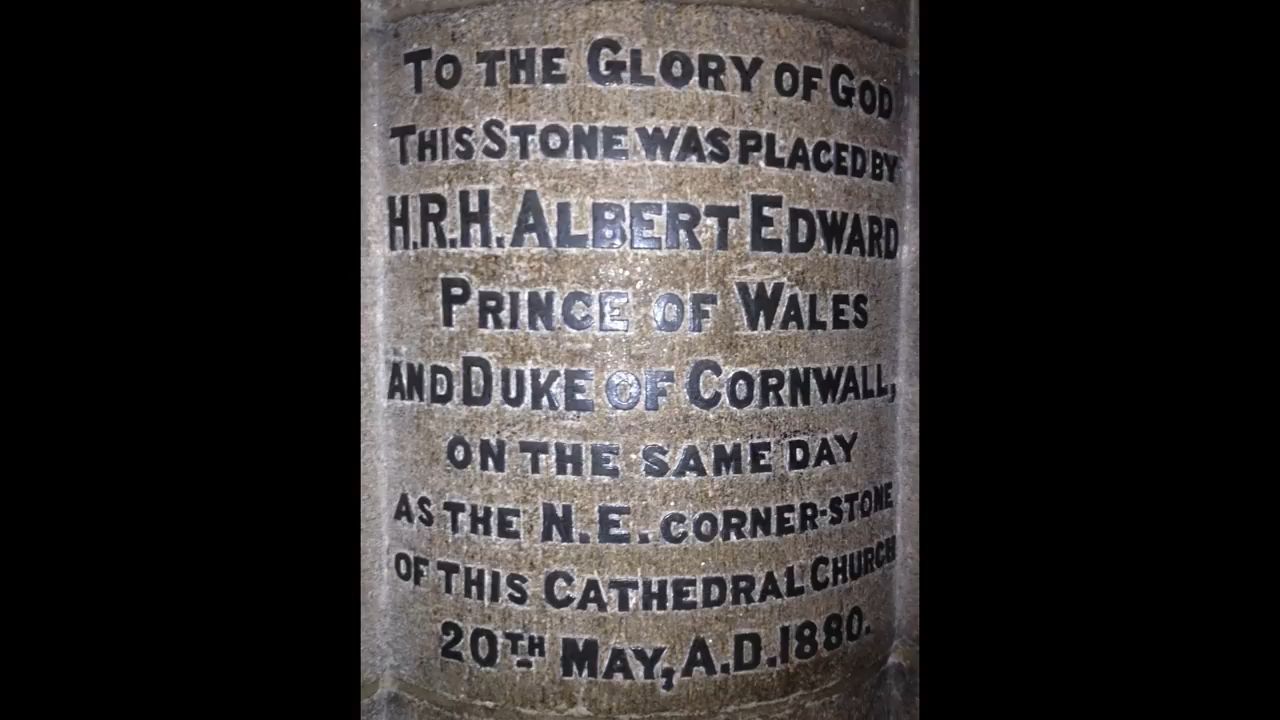 TO THE GLORY OF GOD
THIS STONE WAS PLACED BY
H.R.H. ALBERT EDWARD
PRINCE OF WALES
AND DUKE OF CORNWALL,
ON THE SAME DAY
AS THE N.E. CORNER-STONE
OF THIS CATHEDRAL CHURCH
20TH MAY, A.D. 1880.